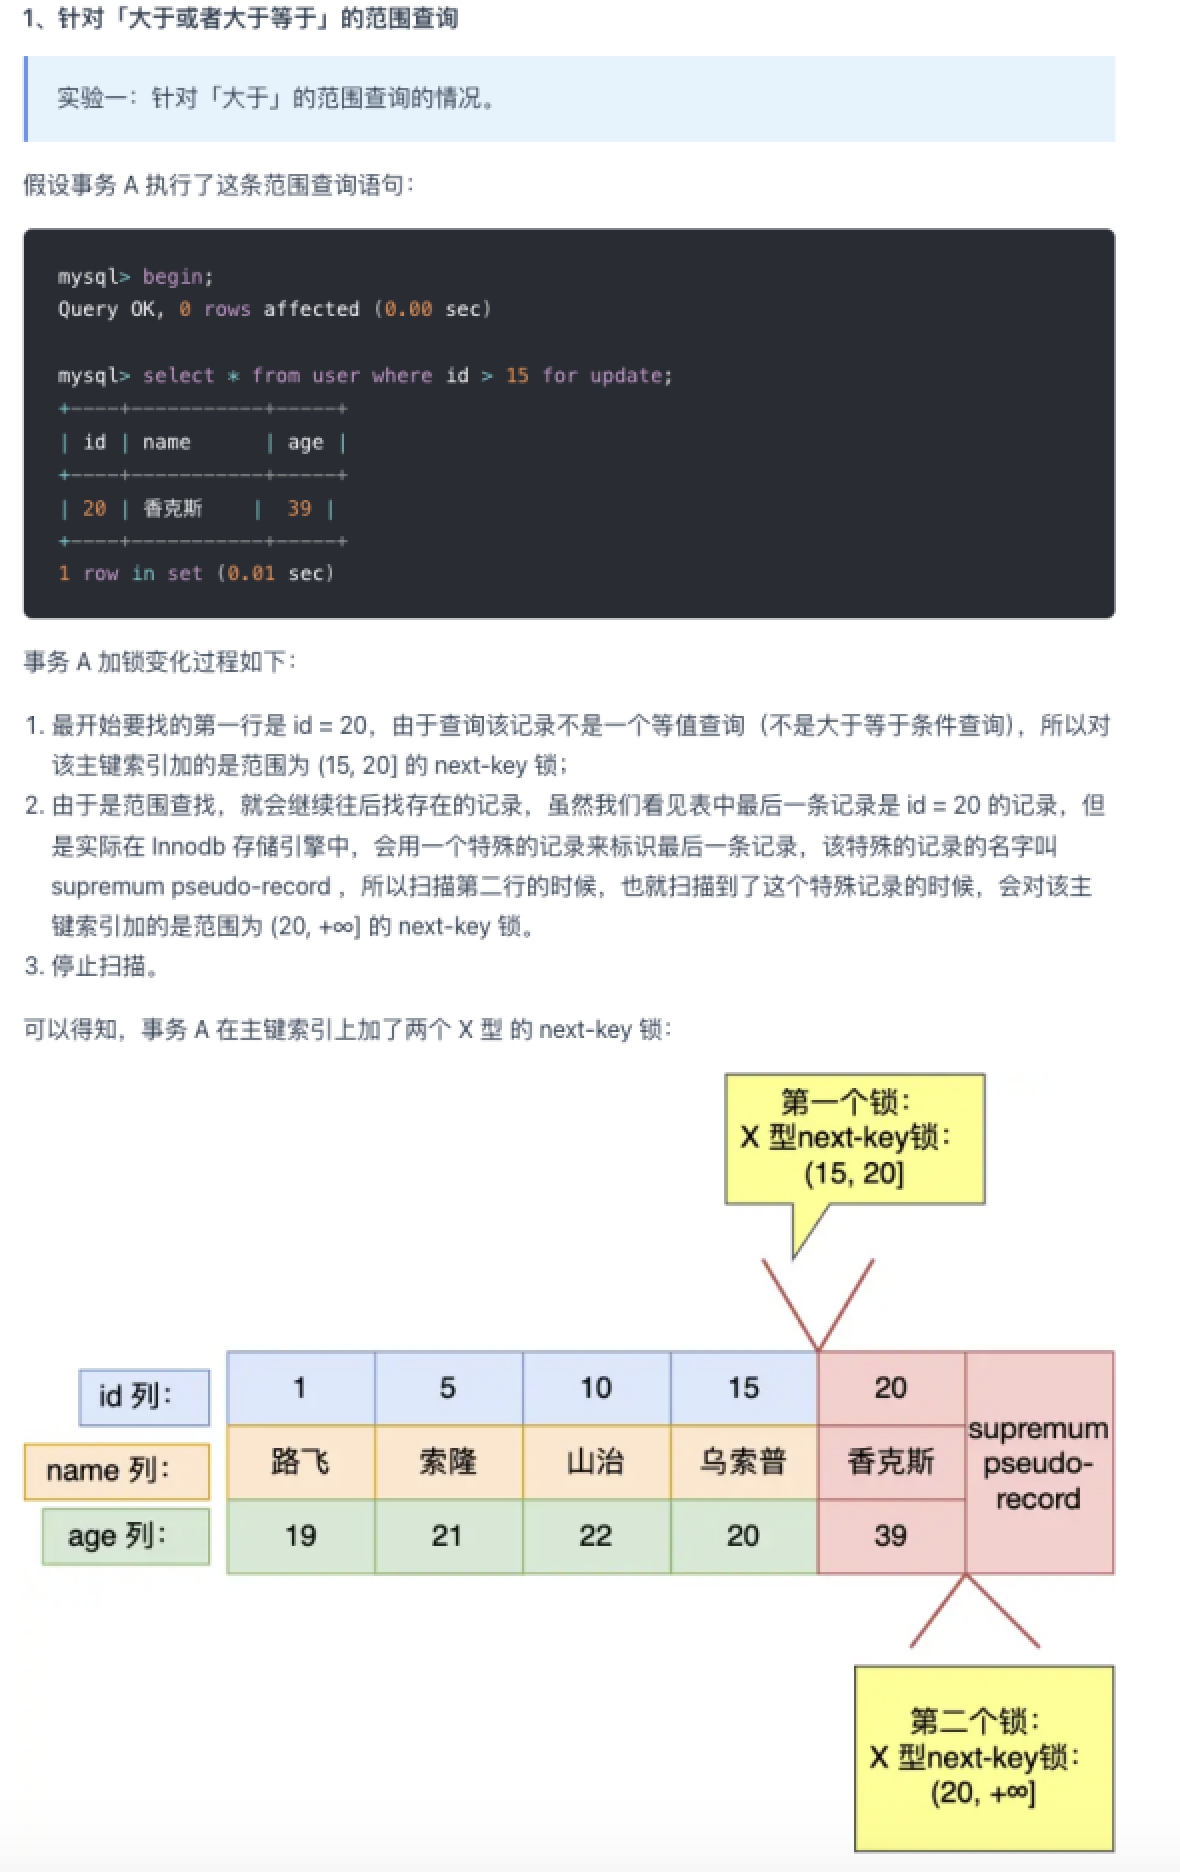 1、针对「大于或者大于等于」的范围查询
实验一：针对「大于」的范围查询的情况。
假设事务 A 执行了这条范围查询语句：
mysql> begin;
Query OK, 0 rows affected (0.00 sec)
mysql> select * from user where id > 15 for update;
+----+-----------+-----+
| id | name      | age |
+----+-----------+-----+
| 20 | 香克斯    |  39 |
+----+-----------+-----+
1 row in set (0.01 sec)
事务 A 加锁变化过程如下：
1. 最开始要找的第一行是 id = 20，由于查询该记录不是一个等值查询（不是大于等于条件查询），所以对
该主键索引加的是范围为 (15, 20] 的 next-key 锁；
2. 由于是范围查找，就会继续往后找存在的记录，虽然我们看见表中最后一条记录是 id = 20 的记录，但
是实际在 Innodb 存储引擎中，会用一个特殊的记录来标识最后一条记录，该特殊的记录的名字叫
supremum pseudo-record ，所以扫描第二行的时候，也就扫描到了这个特殊记录的时候，会对该主
键索引加的是范围为 (20, +∞] 的 next-key 锁。
3. 停止扫描。
可以得知，事务 A 在主键索引上加了两个 X 型 的 next-key 锁：
第一个锁：
X 型next-key锁：
(15, 20]
id 列： 1 5 10 15 20
name 列： 路飞 索隆 山治 乌索普 香克斯
age 列： 19 21 22 20 39
supremum
pseudo-
record
第二个锁：
X 型next-key锁：
(20, +∞]